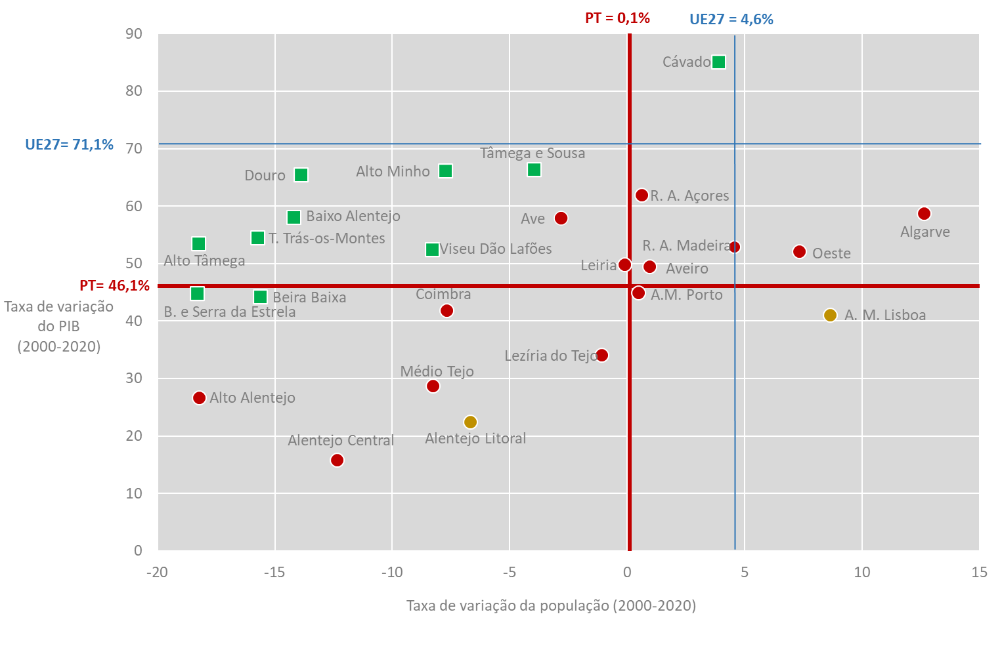 PT = 0,1%
UE27 = 4,6%
90
Cávado
80
UE27= 71,1%
70
Tâmega e Sousa
Douro
Alto Minho
R. A. Açores
60
Baixo Alentejo
Ave
Algarve
T. Trás-os-Montes
R. A. Madeira
Viseu Dão Lafões
Oeste
Alto Tâmega
50
Leiria
Aveiro
PT= 46,1%
Coimbra
A.M. Porto
Beira Baixa
Taxa de variação
do PIB
(2000-2020)
B. e Serra da Estrela
A. M. Lisboa
40
Lezíria do Tejo
Médio Tejo
30
Alto Alentejo
20
Alentejo Central
Alentejo Litoral
10
0
-20
-15
-10
-5
0
5
10
15
Taxa de variação da população (2000-2020)